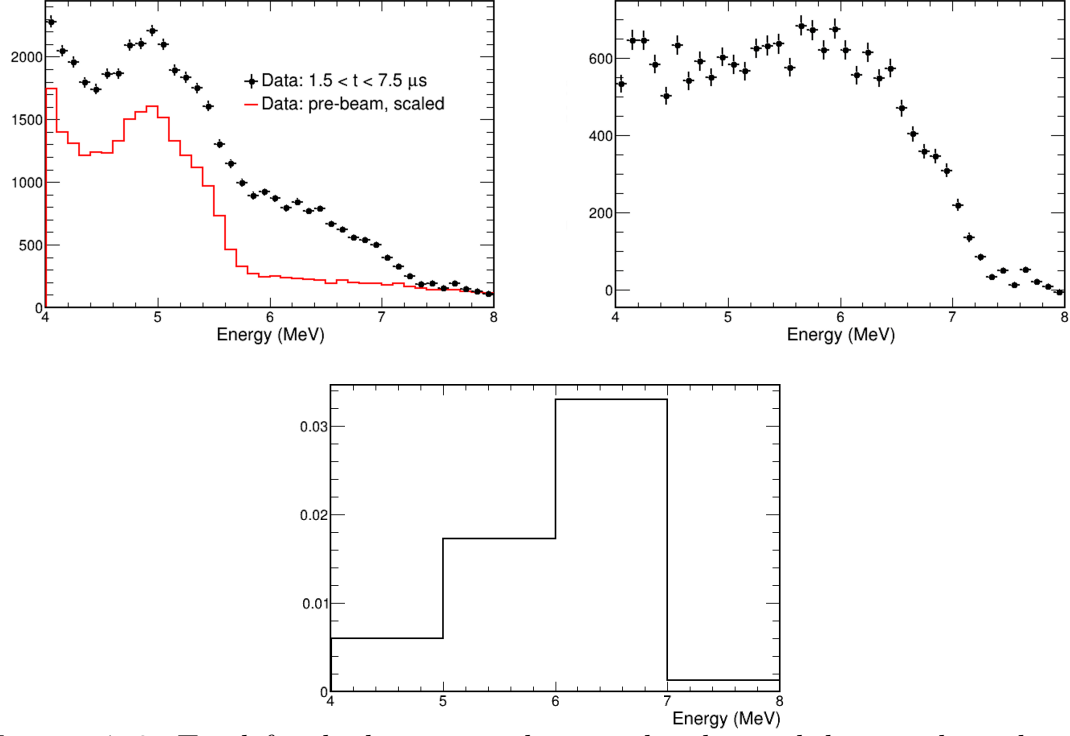 2000
1500
1000
500
0
4 5 6 7 8
Energy (MeV)
Data: 1.5 < t < 7.5 μs
Data: pre-beam, scaled
600
400
200
0
4 5 6 7 8
Energy (MeV)
0.03
0.02
0.01
0
4 5 6 7 8
Energy (MeV)